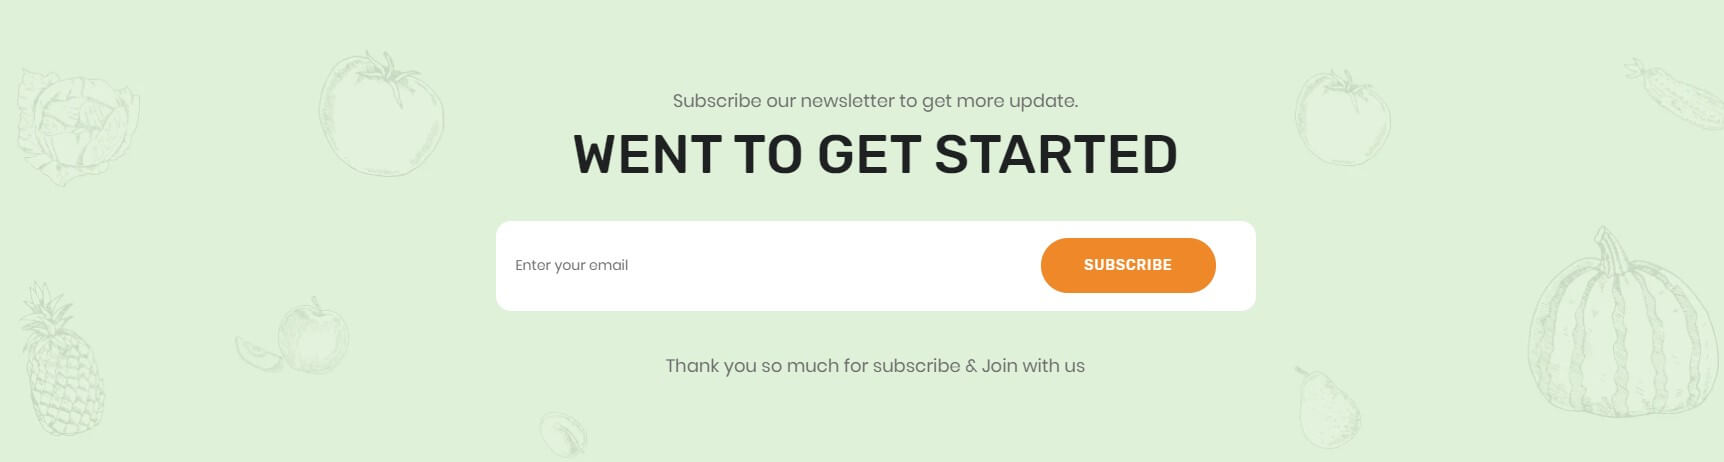 Subscribe our newsletter to get more update.
WENT TO GET STARTED
Enter your email
SUBSCRIBE
Thank you so much for subscribe & Join with us